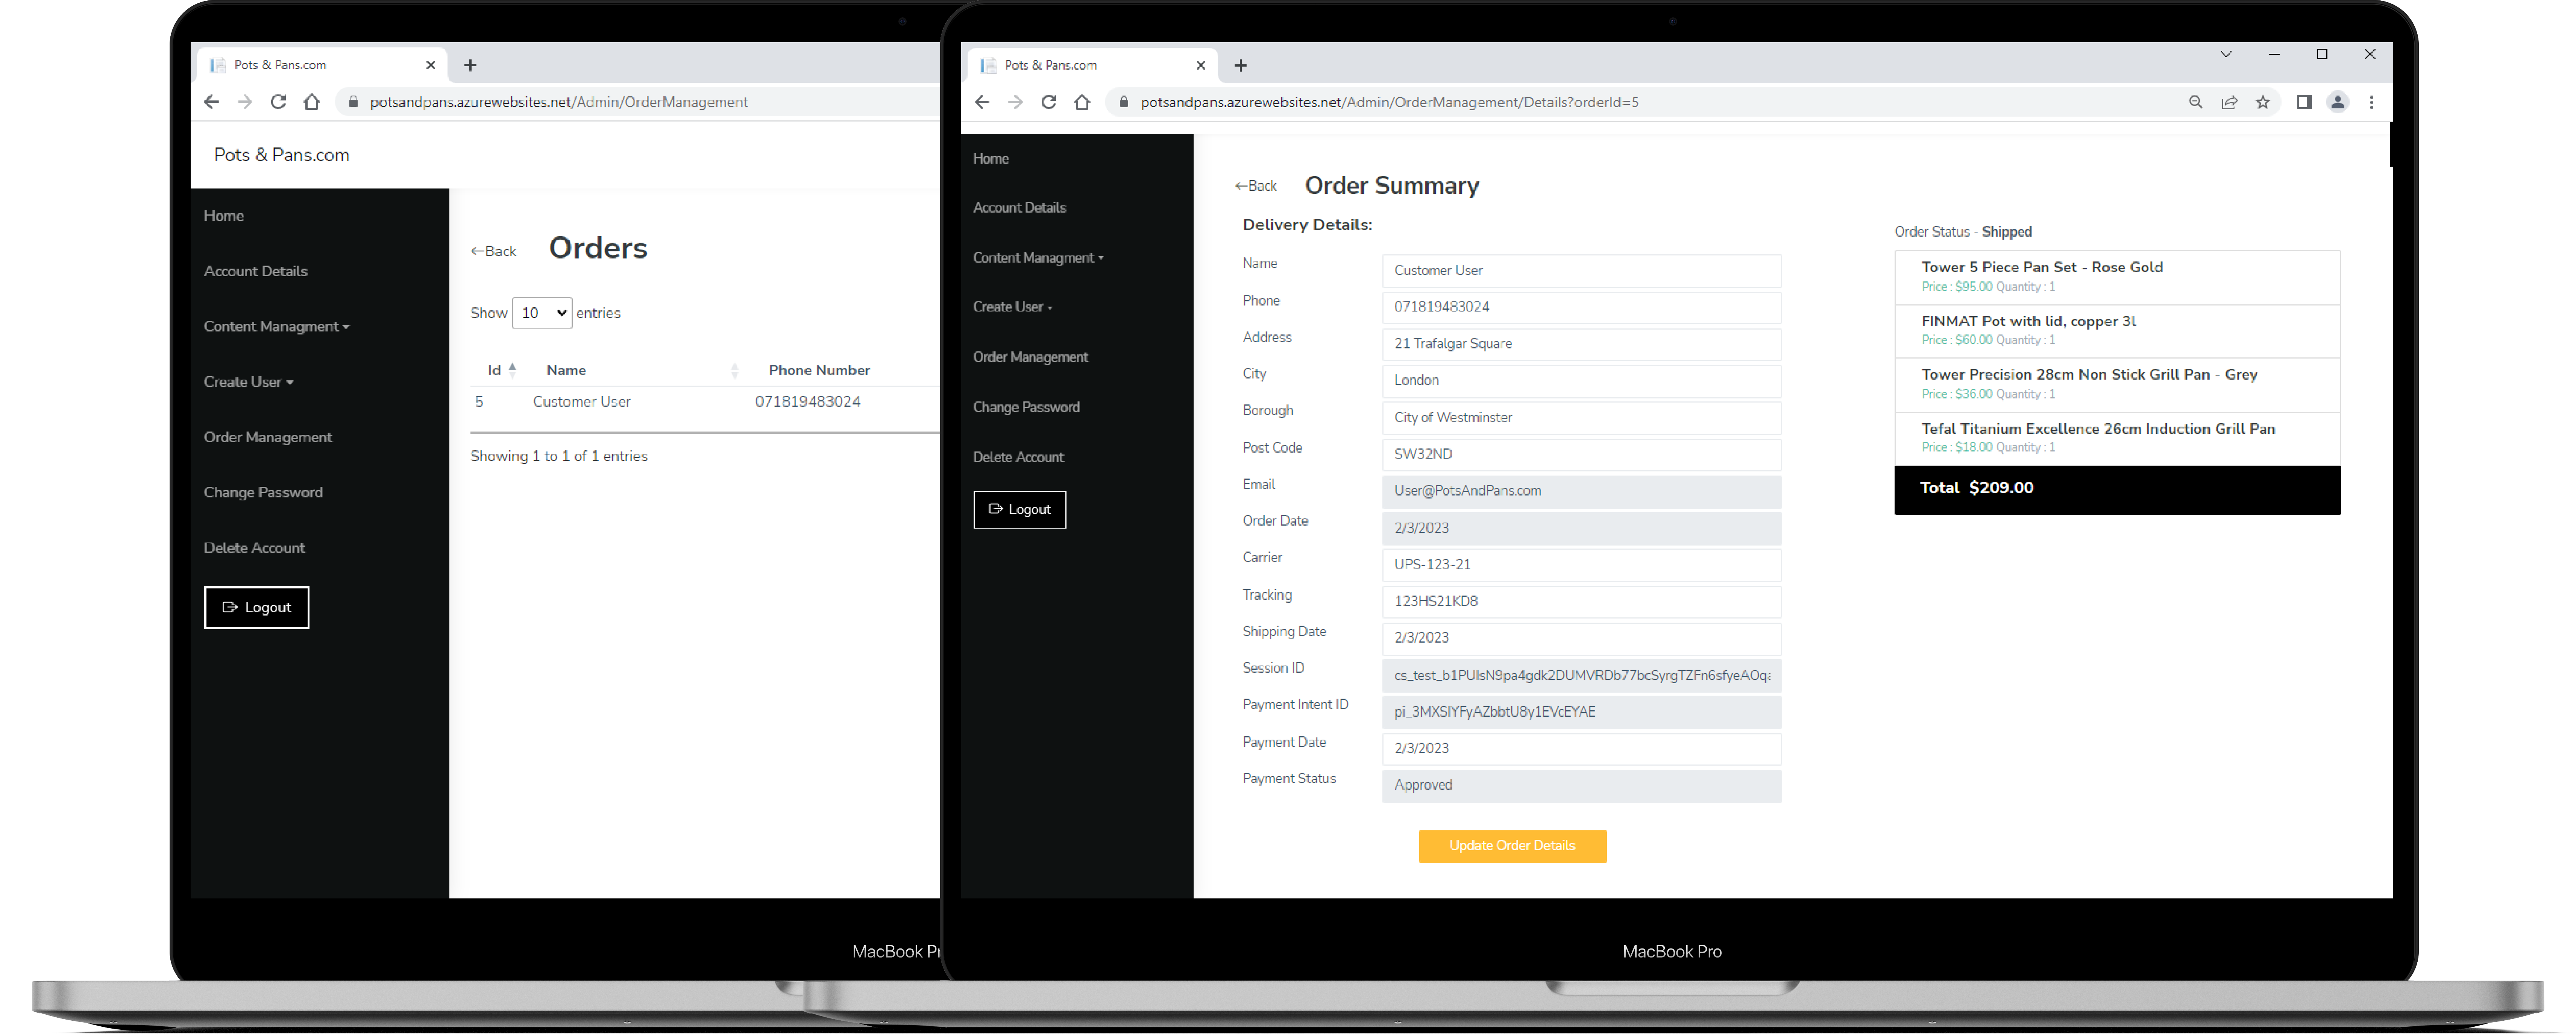 Pots & Pans.com
potsandpans.azurewebsites.net/Admin/OrderManagement
Pots & Pans.com
Home
Account Details
Content Managment
Create User
Order Management
Change Password
Delete Account
Logout
←Back Orders
Show 10 entries
Id Name Phone Number
5 Customer User 071819483024
Showing 1 to 1 of 1 entries
MacBook Pr
Pots & Pans.com
potsandpans.azurewebsites.net/Admin/OrderManagement/Details?orderId=5
Home
Account Details
Content Managment
Create User
Order Management
Change Password
Delete Account
Logout
←Back Order Summary
Delivery Details:
Name Customer User
Phone 071819483024
Address 21 Trafalgar Square
City London
Borough City of Westminster
Post Code SW32ND
Email User@PotsAndPans.com
Order Date 2/3/2023
Carrier UPS-123-21
Tracking 123HS21KD8
Shipping Date 2/3/2023
Session ID cs_test_b1PUIsN9pa4gdk2DUMVRDb77bcSyrgTZFn6sfyeAOqa
Payment Intent ID pi_3MXSIYFyAZbbtU8y1EVcEYAE
Payment Date 2/3/2023
Payment Status Approved
Update Order Details
Order Status - Shipped
Tower 5 Piece Pan Set - Rose Gold
Price : $95.00 Quantity : 1
FINMAT Pot with lid, copper 3l
Price : $60.00 Quantity : 1
Tower Precision 28cm Non Stick Grill Pan - Grey
Price : $36.00 Quantity : 1
Tefal Titanium Excellence 26cm Induction Grill Pan
Price : $18.00 Quantity : 1
Total $209.00
MacBook Pro